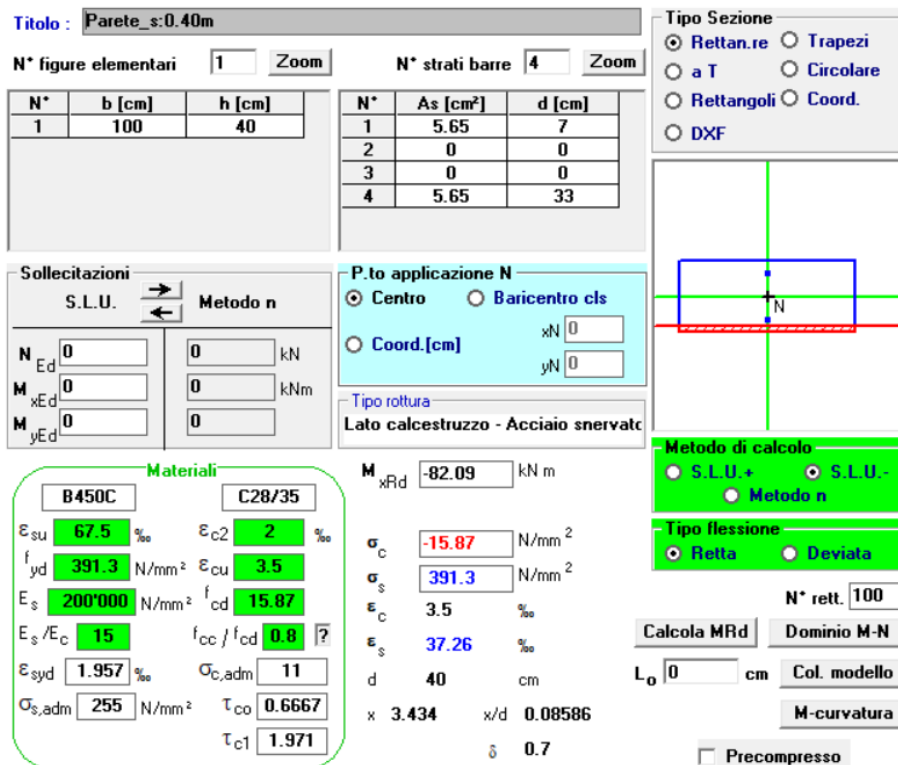 Titolo : Parete_s:0.40m
N* figure elementari 1 Zoom N* strati barre 4 Zoom
N* b [cm] h [cm]
1 100 40
N* As [cm²] d [cm]
1 5.65 7
2 0 0
3 0 0
4 5.65 33
Tipo Sezione
Rettan.re Trapezi
a T Circolare
Rettangoli Coord.
DXF
N
Sollecitazioni
S.L.U. Metodo n
N Ed 0 0 kN
M xEd 0 0 kNm
M yEd 0 0
P.to applicazione N
Centro Baricentro cls
Coord.[cm] xN 0
yN 0
Tipo rottura
Lato calcestruzzo - Acciaio snervato
Materiali
B450C C28/35
εsu 67.5 ‰ εc2 2 ‰
fyd 391.3 N/mm² εcu 3.5
Es 200'000 N/mm² fcd 15.87
Es/Ec 15 fcc / fcd 0.8 ?
εsyd 1.957 ‰ σc,adm 11
σs,adm 255 N/mm² τco 0.6667
τc1 1.971
M xRd -82.09 kN m
σc -15.87 N/mm²
σs 391.3 N/mm²
εc 3.5 ‰
εs 37.26 ‰
d 40 cm
x 3.434 x/d 0.08586
δ 0.7
Metodo di calcolo
S.L.U.+ S.L.U.-
Metodo n
Tipo flessione
Retta Deviata
N* rett. 100
Calcola MRd Dominio M-N
Lo 0 cm Col. modello
M-curvatura
Precompresso